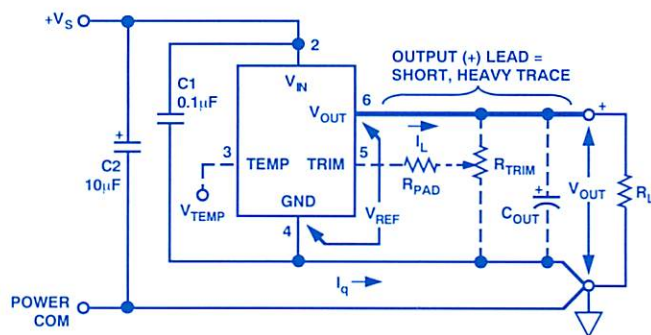 +VS
2
C1
0.1µF
VIN
OUTPUT (+) LEAD =
SHORT, HEAVY TRACE
6
VOUT
+
IL
3
TEMP
TRIM
5
RPAD
RTRIM
+
C2
10µF
VTEMP
GND
4
VREF
+
COUT
VOUT
RL
Iq
POWER
COM